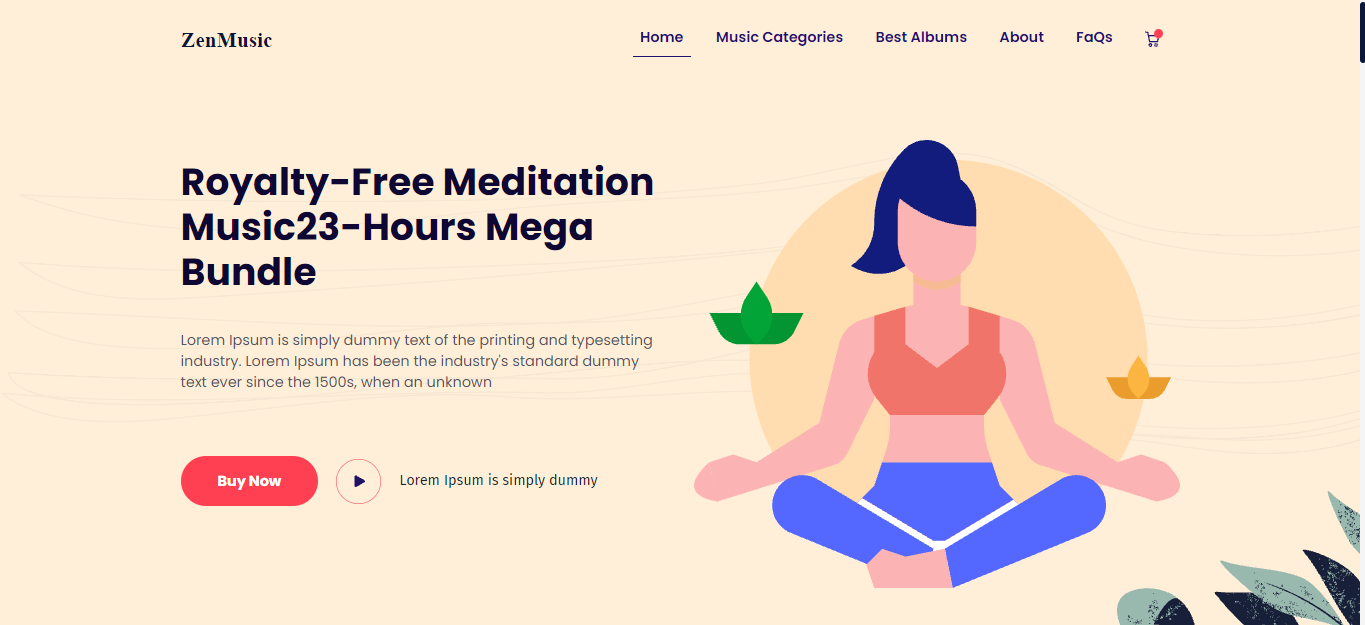 ZenMusic
Home Music Categories Best Albums About FaQs
Royalty-Free Meditation
Music23-Hours Mega
Bundle
Lorem Ipsum is simply dummy text of the printing and typesetting
industry. Lorem Ipsum has been the industry's standard dummy
text ever since the 1500s, when an unknown
Buy Now
Lorem Ipsum is simply dummy